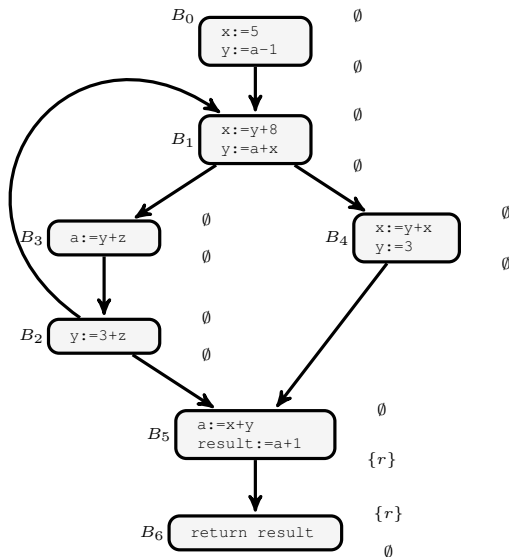 B0
x:=5
y:=a−1
∅
∅
B1
x:=y+8
y:=a+x
∅
∅
B3
a:=y+z
∅
∅
B4
x:=y+x
y:=3
∅
∅
B2
y:=3+z
∅
∅
B5
a:=x+y
result:=a+1
∅
{r}
B6
return result
{r}
∅